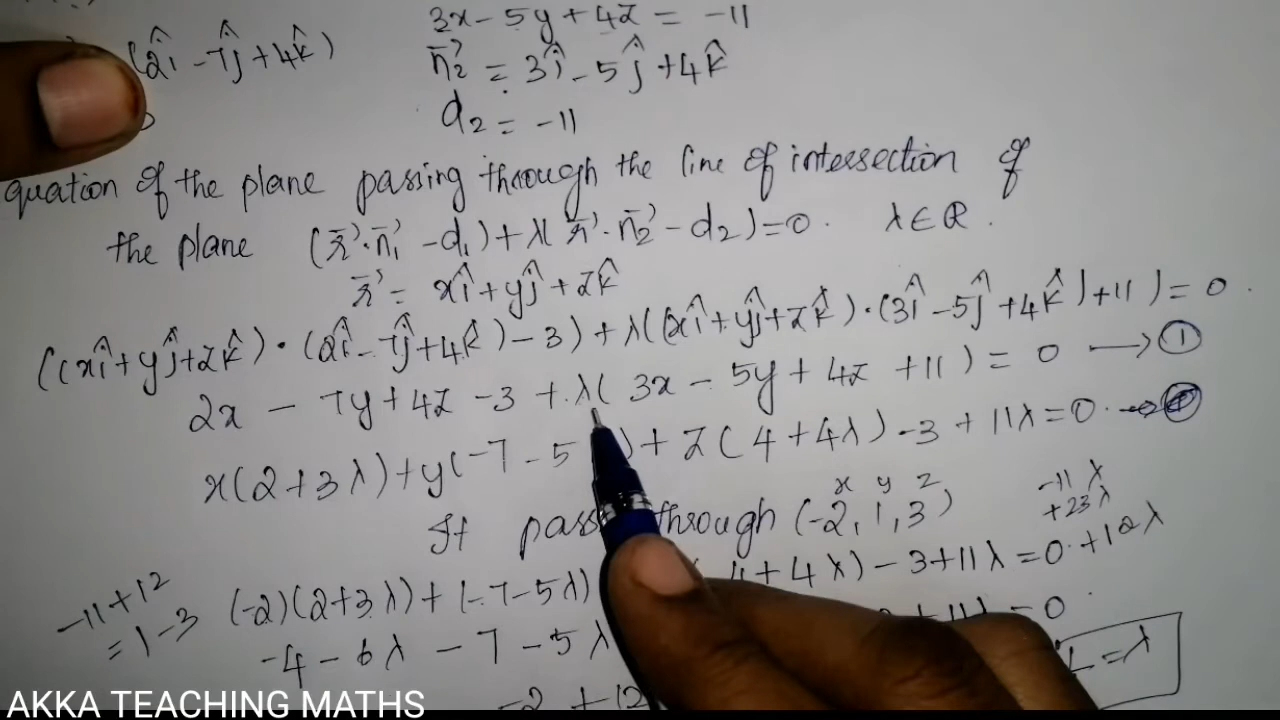 3x - 5y + 4z = -11
(2î - 7ĵ + 4k̂)
n̄₂ = 3î - 5ĵ + 4k̂
d₂ = -11
quation of the plane passing through the line of intersection of
the plane (r̄·n̄₁ - d₁) + λ( r̄·n̄₂ - d₂) = 0. λ ∈ R.
r̄ = xî + yĵ + zk̂
((xî + yĵ + zk̂)·(2î - 7ĵ + 4k̂) - 3) + λ((xî + yĵ + zk̂)·(3î - 5ĵ + 4k̂) + 11) = 0.
2x - 7y + 4z - 3 + λ( 3x - 5y + 4z + 11) = 0 → ①
x(2 + 3λ) + y(-7 - 5 ) + z(4 + 4λ) - 3 + 11λ = 0.
x y z
It pass through (-2, 1, 3)
-11 λ
+23 λ
+12λ
-11 + 12
= 1 - 3
(-2)(2 + 3λ) + (-7 - 5λ) 4 + 4λ) - 3 + 11λ = 0.
-4 - 6λ - 7 - 5λ + 11λ = 0.
-2 + 12
= λ
AKKA TEACHING MATHS